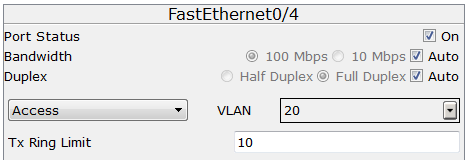 FastEthernet0/4
Port Status On
Bandwidth 100 Mbps 10 Mbps Auto
Duplex Half Duplex Full Duplex Auto
Access VLAN 20
Tx Ring Limit 10